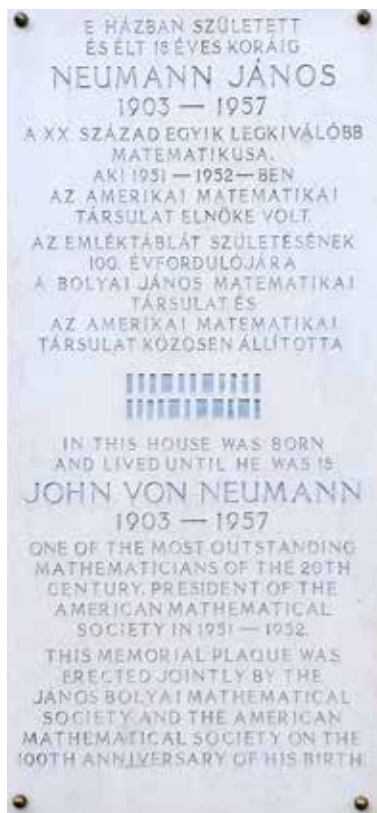 E HÁZBAN SZÜLETETT
ÉS ÉLT 18 ÉVES KORÁIG
NEUMANN JÁNOS
1903 — 1957
A XX. SZÁZAD EGYIK LEGKIVÁLÓBB
MATEMATIKUSA,
AKI 1951 — 1952-BEN
AZ AMERIKAI MATEMATIKAI
TÁRSULAT ELNÖKE VOLT.
AZ EMLÉKTÁBLÁT SZÜLETÉSÉNEK
100. ÉVFORDULÓJÁRA
A BOLYAI JÁNOS MATEMATIKAI
TÁRSULAT ÉS
AZ AMERIKAI MATEMATIKAI
TÁRSULAT KÖZÖSEN ÁLLÍTOTTA
IN THIS HOUSE WAS BORN
AND LIVED UNTIL HE WAS 18
JOHN VON NEUMANN
1903 — 1957
ONE OF THE MOST OUTSTANDING
MATHEMATICIANS OF THE 20TH
CENTURY, PRESIDENT OF THE
AMERICAN MATHEMATICAL
SOCIETY IN 1951 — 1952.
THIS MEMORIAL PLAQUE WAS
ERECTED JOINTLY BY THE
JÁNOS BOLYAI MATHEMATICAL
SOCIETY AND THE AMERICAN
MATHEMATICAL SOCIETY ON THE
100TH ANNIVERSARY OF HIS BIRTH